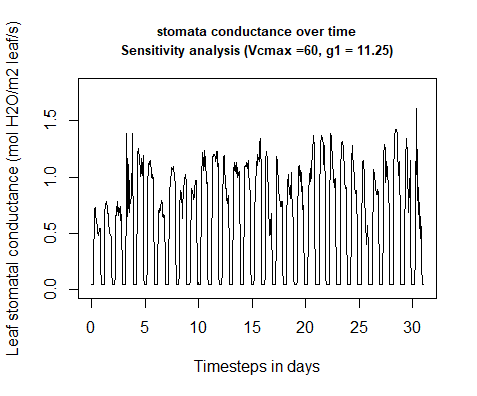 stomata conductance over time
Sensitivity analysis (Vcmax =60, g1 = 11.25)
Leaf stomatal conductance (mol H2O/m2 leaf/s)
1.5
1.0
0.5
0.0
0 5 10 15 20 25 30
Timesteps in days